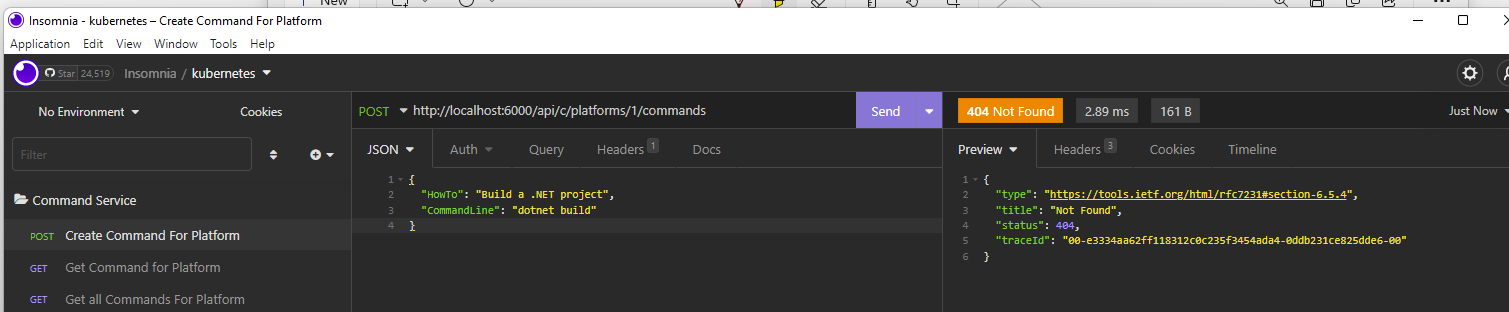 New
Insomnia - kubernetes – Create Command For Platform
Application Edit View Window Tools Help
Star 24,519 Insomnia / kubernetes
No Environment Cookies
POST http://localhost:6000/api/c/platforms/1/commands Send
404 Not Found 2.89 ms 161 B Just Now
Filter
JSON Auth Query Headers 1 Docs
Preview Headers 3 Cookies Timeline
Command Service
POST Create Command For Platform
GET Get Command for Platform
GET Get all Commands For Platform
1 {
2 "HowTo": "Build a .NET project",
3 "CommandLine": "dotnet build"
4 }
1 {
2 "type": "https://tools.ietf.org/html/rfc7231#section-6.5.4",
3 "title": "Not Found",
4 "status": 404,
5 "traceId": "00-e3334aa62ff118312c0c235f3454ada4-0ddb231ce825dde6-00"
6 }